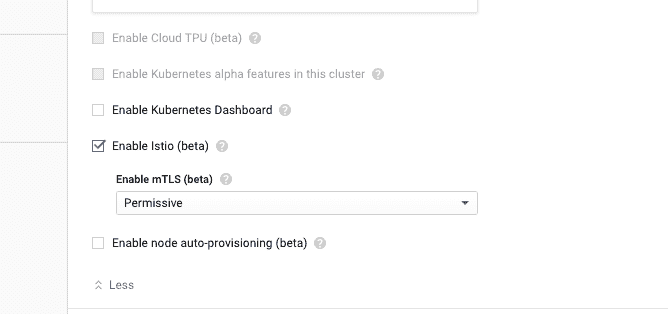 Enable Cloud TPU (beta) ?
Enable Kubernetes alpha features in this cluster ?
Enable Kubernetes Dashboard ?
Enable Istio (beta) ?
Enable mTLS (beta) ?
Permissive
Enable node auto-provisioning (beta) ?
Less